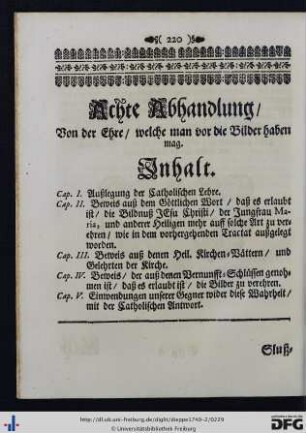 220
Achte Abhandlung/
Von der Ehre/ welche man vor die Bilder haben
mag.
Inhalt.
Cap. I. Außlegung der Catholischen Lehre.
Cap. II. Beweis auß dem Göttlichen Wort/ daß es erlaubt
ist/ die Bildnuß JEsu Christi/ der Jungfrau Ma-
ria, und anderer Heiligen mehr auff solche Art zu ver-
ehren/ wie in dem vorhergehenden Tractat außgelegt
worden.
Cap. III. Beweis auß denen Heil. Kirchen-Vättern/ und
Gelehrten der Kirche.
Cap. IV. Beweis/ der auß denen Vernunfft-Schlüssen genoh-
men ist/ daß es erlaubt ist/ die Bilder zu verehren.
Cap. V. Einwendungen unserer Gegner wider diese Wahrheit/
mit der Catholischen Antwort.
Sluß-
http://dl.ub.uni-freiburg.de/diglit/dieppe1749-2/0229
© Universitätsbibliothek Freiburg
gefördert durch die
DFG